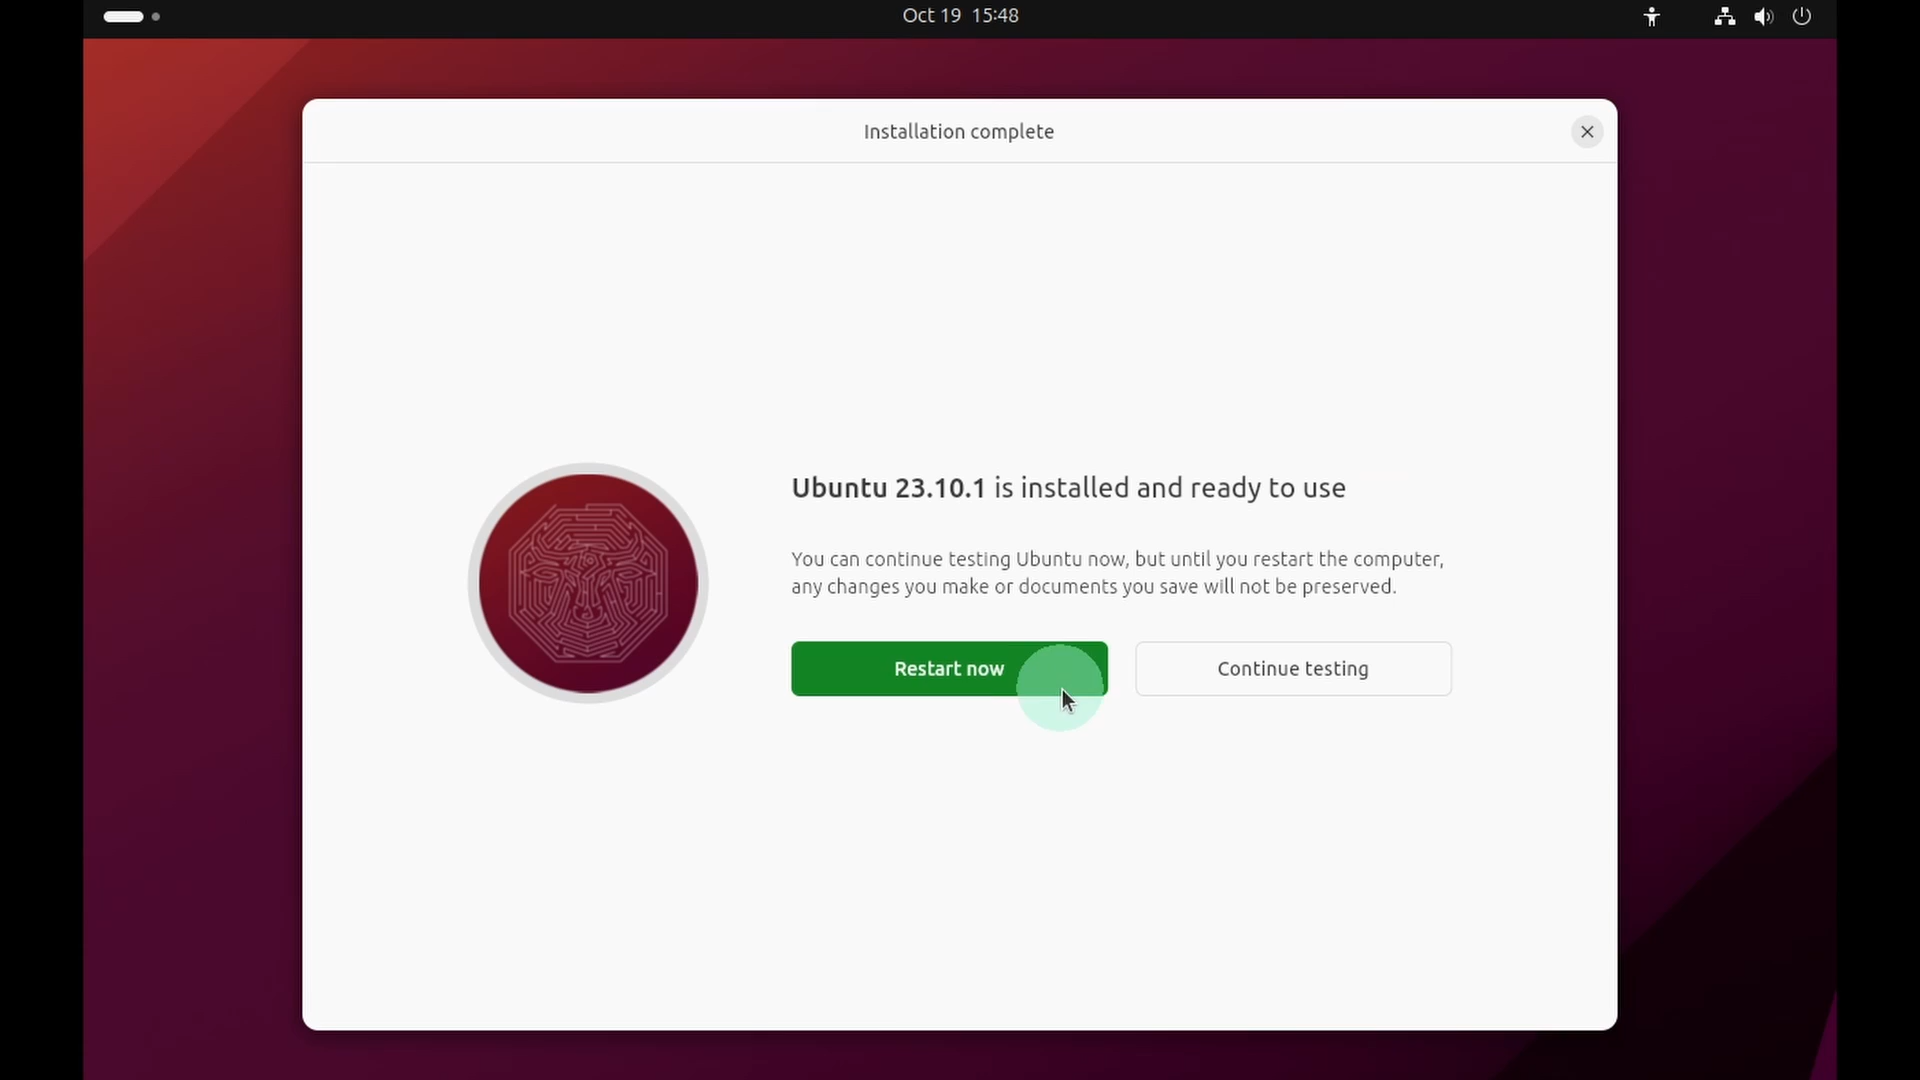 Oct 19 15:48
Installation complete
Ubuntu 23.10.1 is installed and ready to use
You can continue testing Ubuntu now, but until you restart the computer,
any changes you make or documents you save will not be preserved.
Restart now
Continue testing